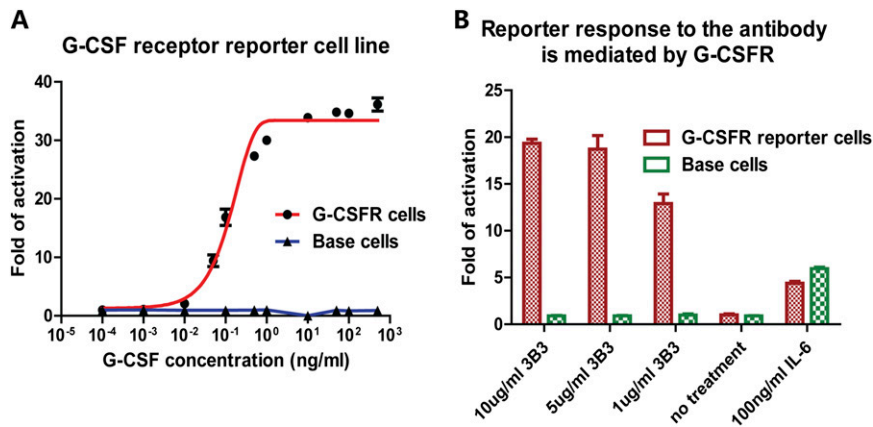 A
G-CSF receptor reporter cell line
Fold of activation
40
30
20
10
0
G-CSFR cells
Base cells
10-5
10-4
10-3
10-2
10-1
100
101
102
103
G-CSF concentration (ng/ml)
B
Reporter response to the antibody
is mediated by G-CSFR
Fold of activation
25
20
15
10
5
0
G-CSFR reporter cells
Base cells
10ug/ml 3B3
5ug/ml 3B3
1ug/ml 3B3
no treatment
100ng/ml IL-6